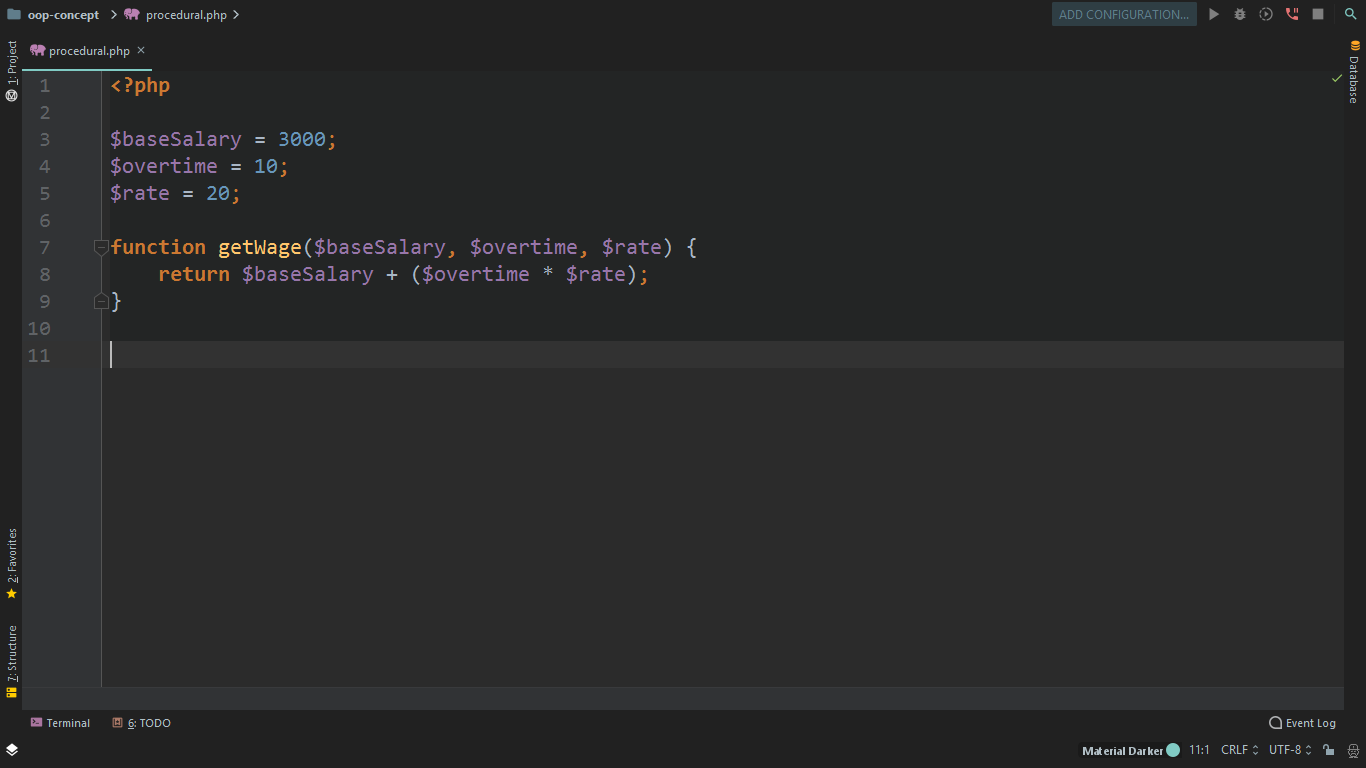 oop-concept procedural.php
ADD CONFIGURATION...
procedural.php ×
1: Project
Database
1 <?php
2
3 $baseSalary = 3000;
4 $overtime = 10;
5 $rate = 20;
6
7 function getWage($baseSalary, $overtime, $rate) {
8 return $baseSalary + ($overtime * $rate);
9 }
10
11
2: Favorites
7: Structure
Terminal 6: TODO Event Log
Material Darker 11:1 CRLF UTF-8